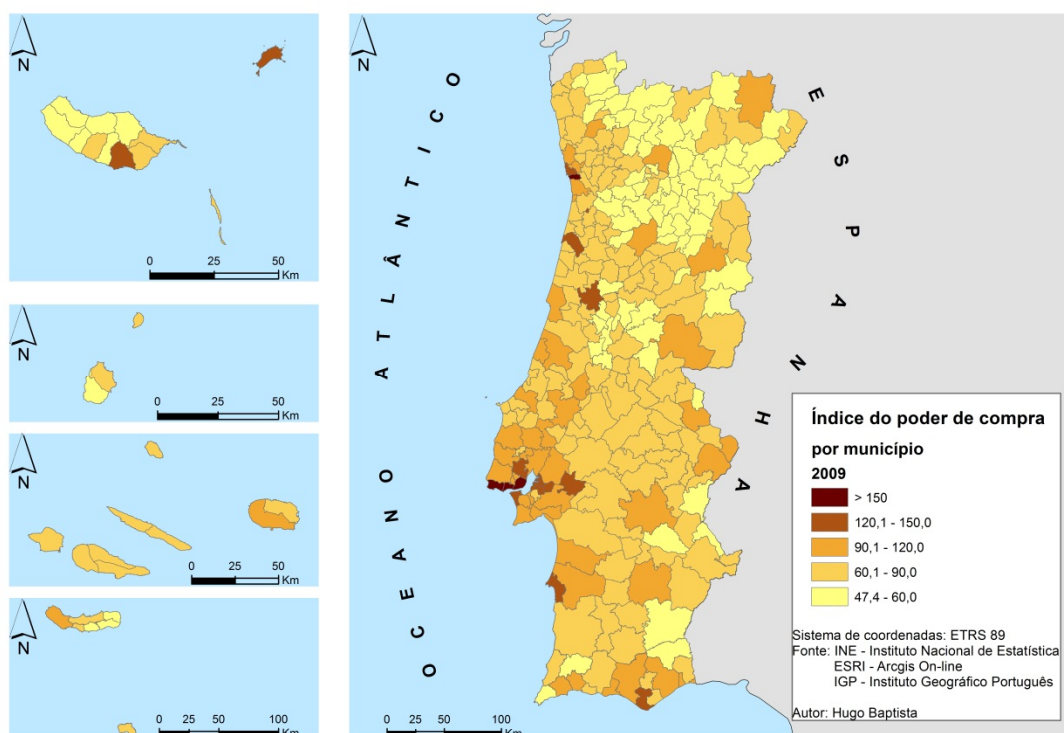 N
0 25 50
Km
N
0 25 50
Km
N
0 25 50
Km
N
0 25 50 100
Km
N
OCEANO ATLÂNTICO
ESPANHA
0 25 50 100
Km
Índice do poder de compra
por município
2009
> 150
120,1 - 150,0
90,1 - 120,0
60,1 - 90,0
47,4 - 60,0
Sistema de coordenadas: ETRS 89
Fonte: INE - Instituto Nacional de Estatística
ESRI - Arcgis On-line
IGP - Instituto Geográfico Português
Autor: Hugo Baptista